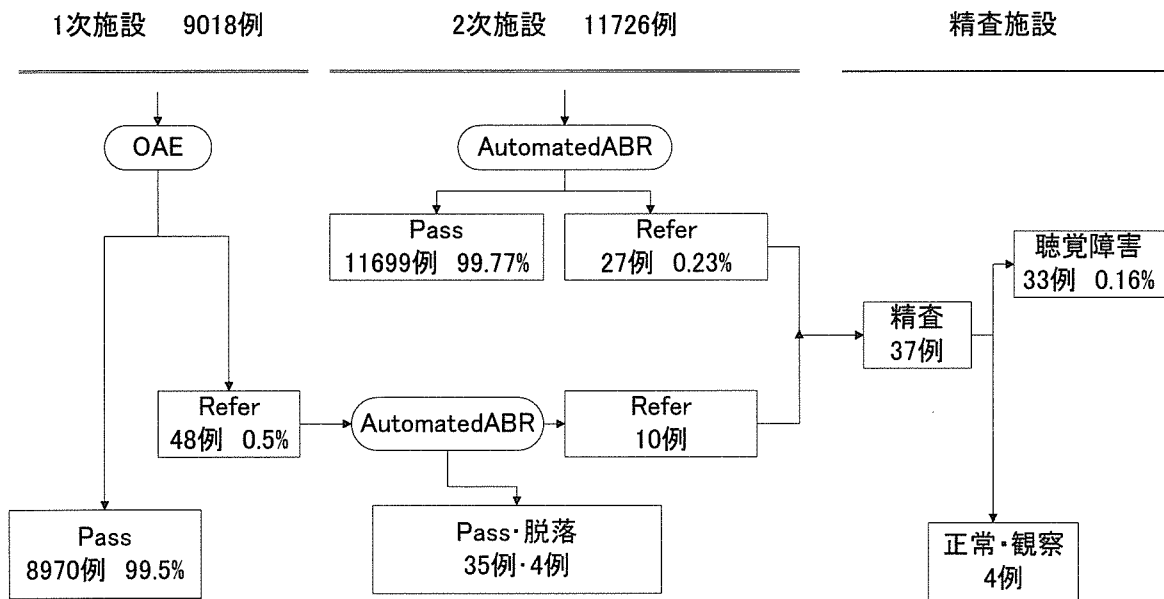 1次施設 9018例
2次施設 11726例
精査施設
OAE
AutomatedABR
Pass
11699例 99.77%
Refer
27例 0.23%
聴覚障害
33例 0.16%
精査
37例
Refer
48例 0.5%
AutomatedABR
Refer
10例
Pass
8970例 99.5%
Pass・脱落
35例・4例
正常・観察
4例